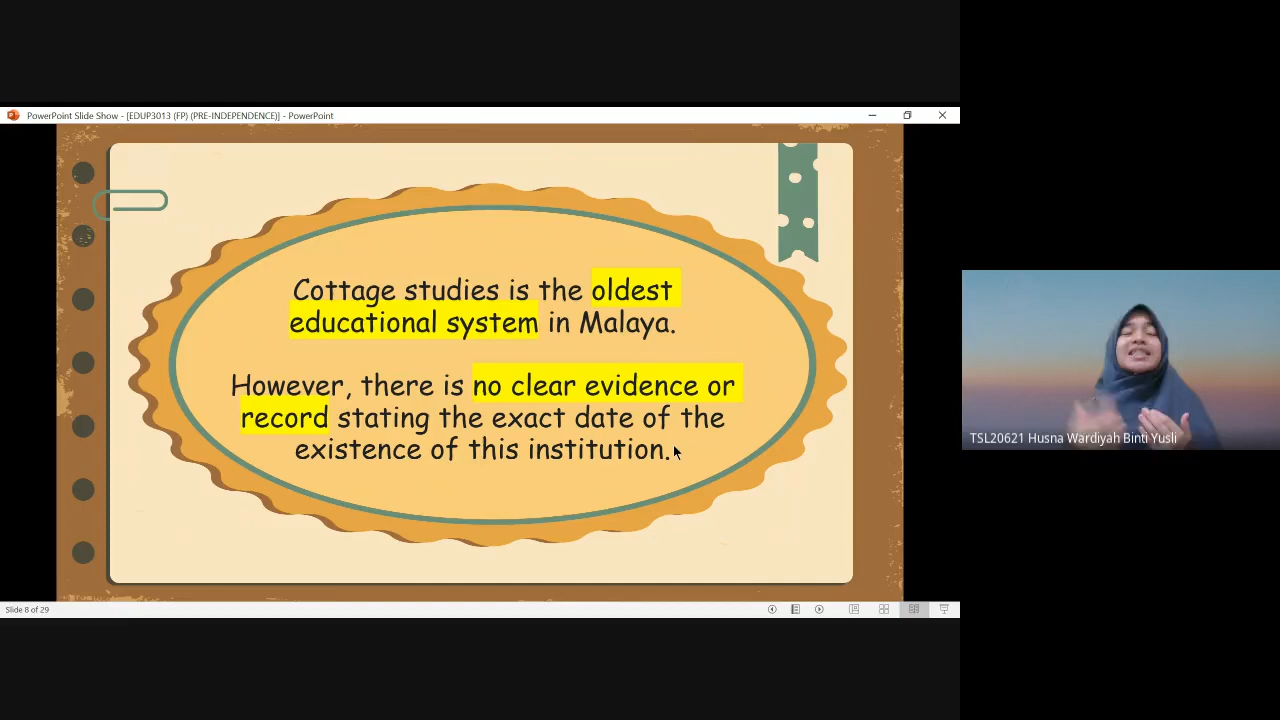 PowerPoint Slide Show - [EDUP3013 (FP) (PRE-INDEPENDENCE)] - PowerPoint
Cottage studies is the oldest
educational system in Malaya.
However, there is no clear evidence or
record stating the exact date of the
existence of this institution.
TSL20621 Husna Wardiyah Binti Yusli
Slide 8 of 29